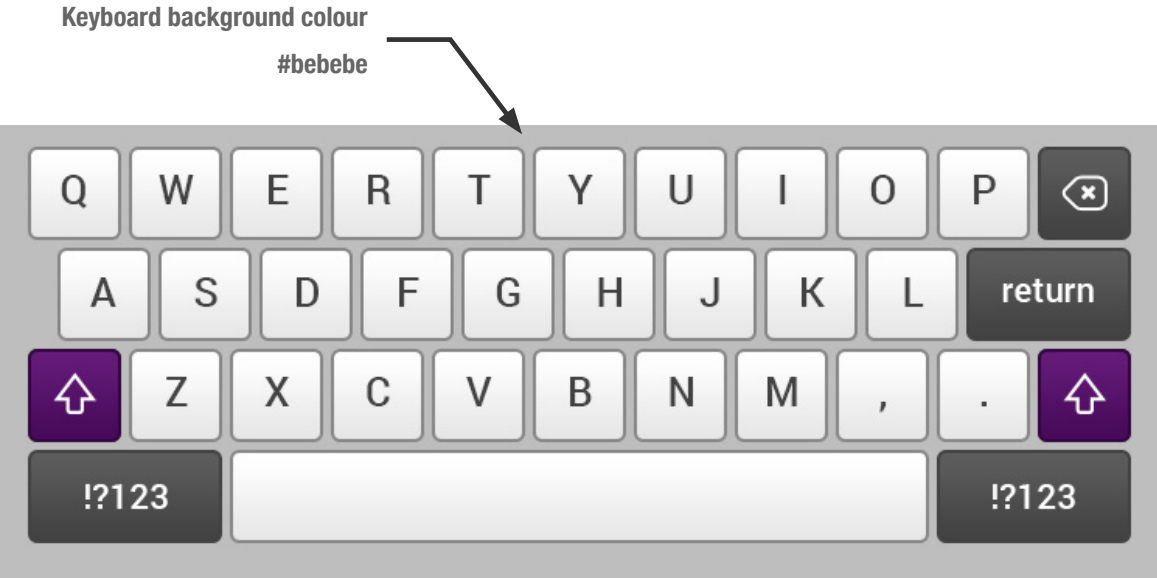 Keyboard background colour
#bebebe
Q W E R T Y U I O P
A S D F G H J K L return
Z X C V B N M , .
!?123 !?123